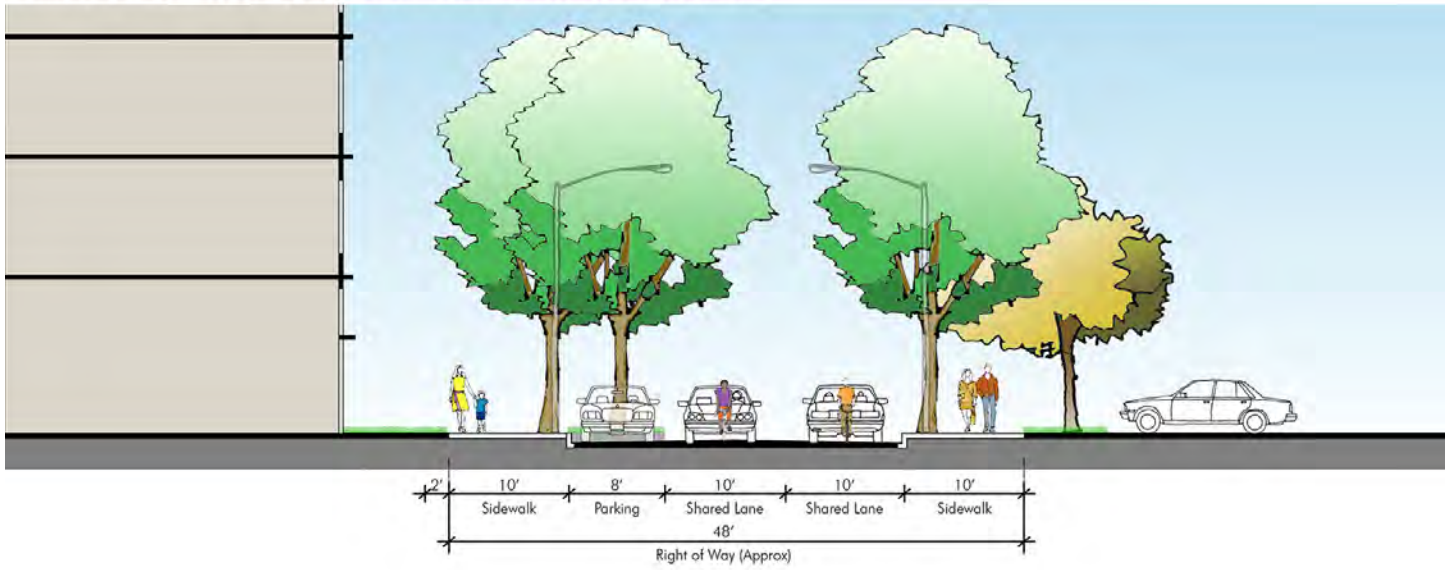 2' 10' 8' 10' 10' 10'
Sidewalk Parking Shared Lane Shared Lane Sidewalk
48'
Right of Way (Approx)